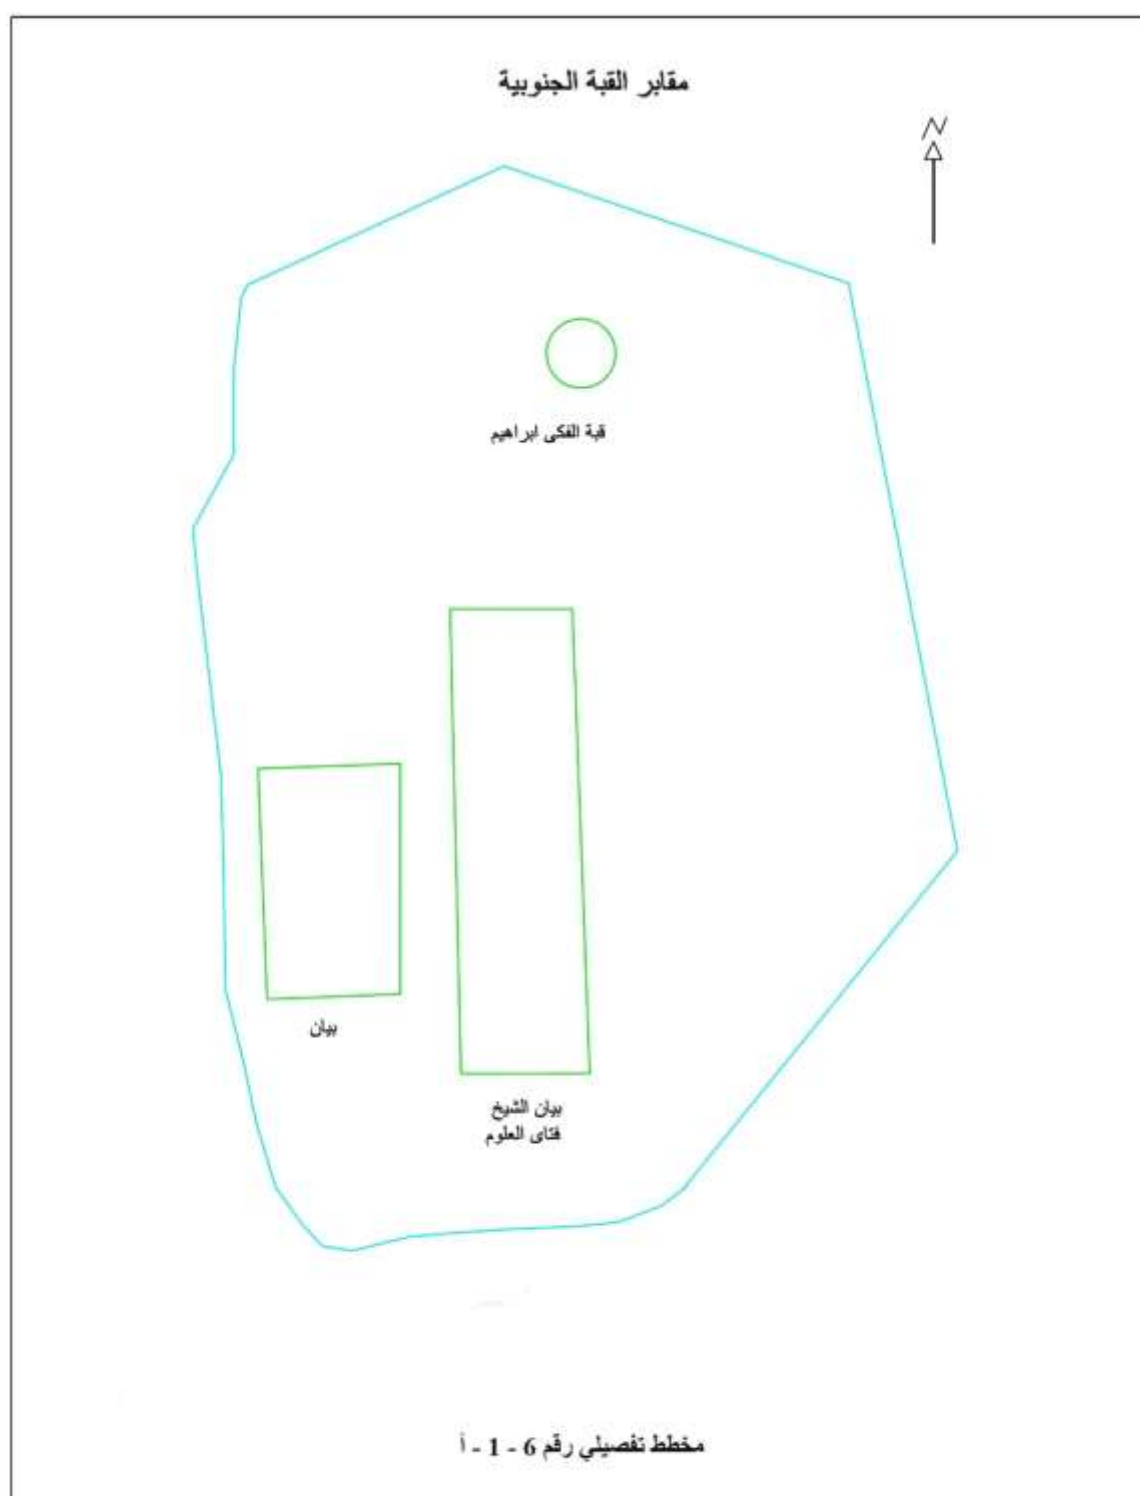 مقابر القبة الجنوبية
N
قبة الفكى ابراهيم
بيان
بيان الشيخ
فتاى العلوم
مخطط تفصيلي رقم 6 - 1 - أ